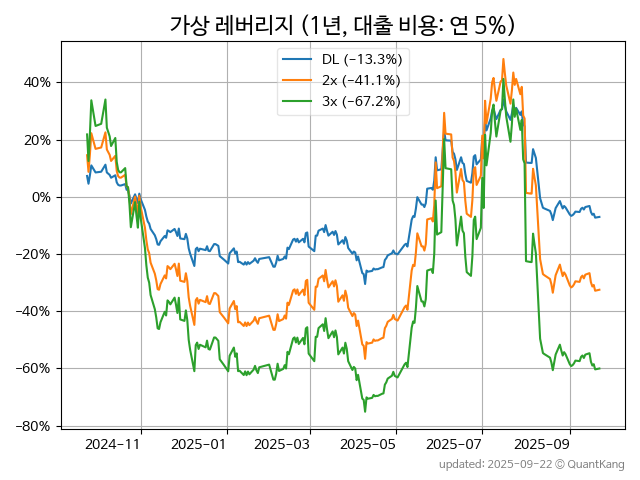 가상 레버리지 (1년, 대출 비용: 연 5%)
DL (−13.3%)
2x (−41.1%)
3x (−67.2%)
40%
20%
0%
−20%
−40%
−60%
−80%
2024-11
2025-01
2025-03
2025-05
2025-07
2025-09
updated: 2025-09-22 © QuantKang